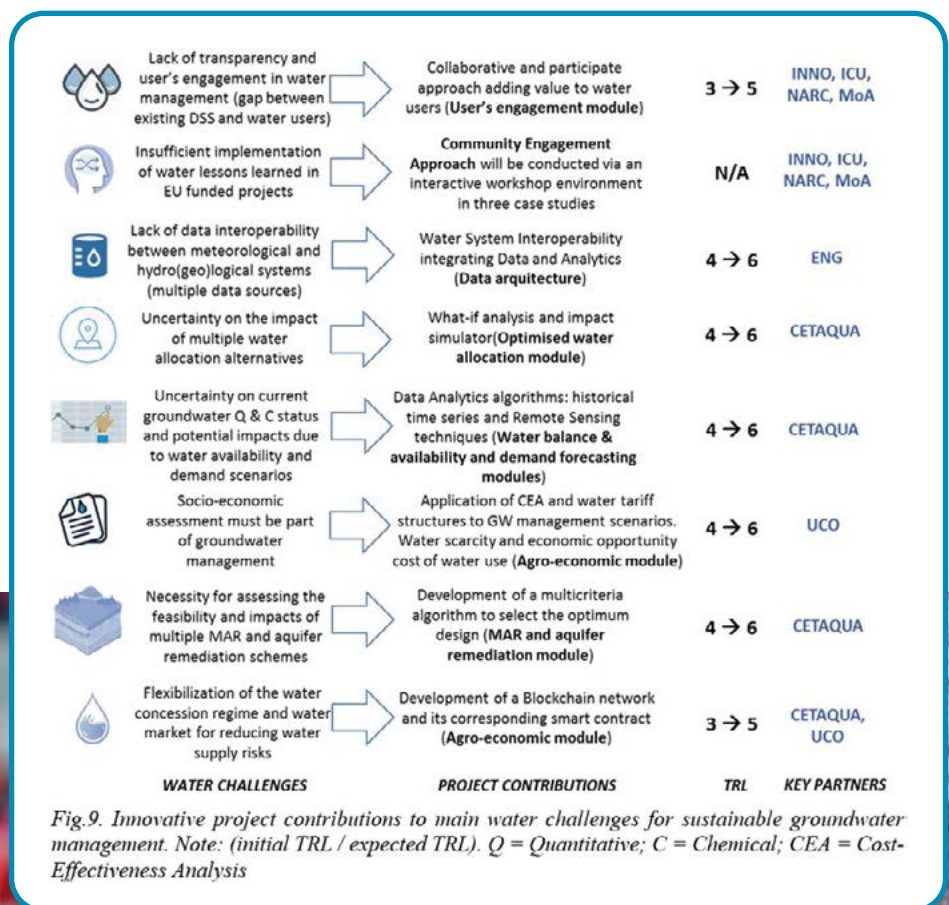 Lack of transparency and
user's engagement in water
management (gap between
existing DSS and water users)
Collaborative and participate
approach adding value to water
users (User's engagement module)
3 → 5
INNO, ICU,
NARC, MoA
Insufficient implementation
of water lessons learned in
EU funded projects
Community Engagement
Approach will be conducted via an
interactive workshop environment
in three case studies
N/A
INNO, ICU,
NARC, MoA
Lack of data interoperability
between meteorological and
hydro(geo)logical systems
(multiple data sources)
Water System Interoperability
integrating Data and Analytics
(Data arquitecture)
4 → 6
ENG
Uncertainty on the impact
of multiple water
allocation alternatives
What-if analysis and impact
simulator(Optimised water
allocation module)
4 → 6
CETAQUA
Uncertainty on current
groundwater Q & C status
and potential impacts due
to water availability and
demand scenarios
Data Analytics algorithms: historical
time series and Remote Sensing
techniques (Water balance &
availability and demand forecasting
modules)
4 → 6
CETAQUA
Socio-economic
assessment must be part
of groundwater
management
Application of CEA and water tariff
structures to GW management scenarios.
Water scarcity and economic opportunity
cost of water use (Agro-economic module)
4 → 6
UCO
Necessity for assessing the
feasibility and impacts of
multiple MAR and aquifer
remediation schemes
Development of a multicriteria
algorithm to select the optimum
design (MAR and aquifer
remediation module)
4 → 6
CETAQUA
Flexibilization of the water
concession regime and water
market for reducing water
supply risks
Development of a Blockchain network
and its corresponding smart contract
(Agro-economic module)
3 → 5
CETAQUA,
UCO
WATER CHALLENGES
PROJECT CONTRIBUTIONS
TRL
KEY PARTNERS
Fig.9. Innovative project contributions to main water challenges for sustainable groundwater
management. Note: (initial TRL / expected TRL). Q = Quantitative; C = Chemical; CEA = Cost-
Effectiveness Analysis